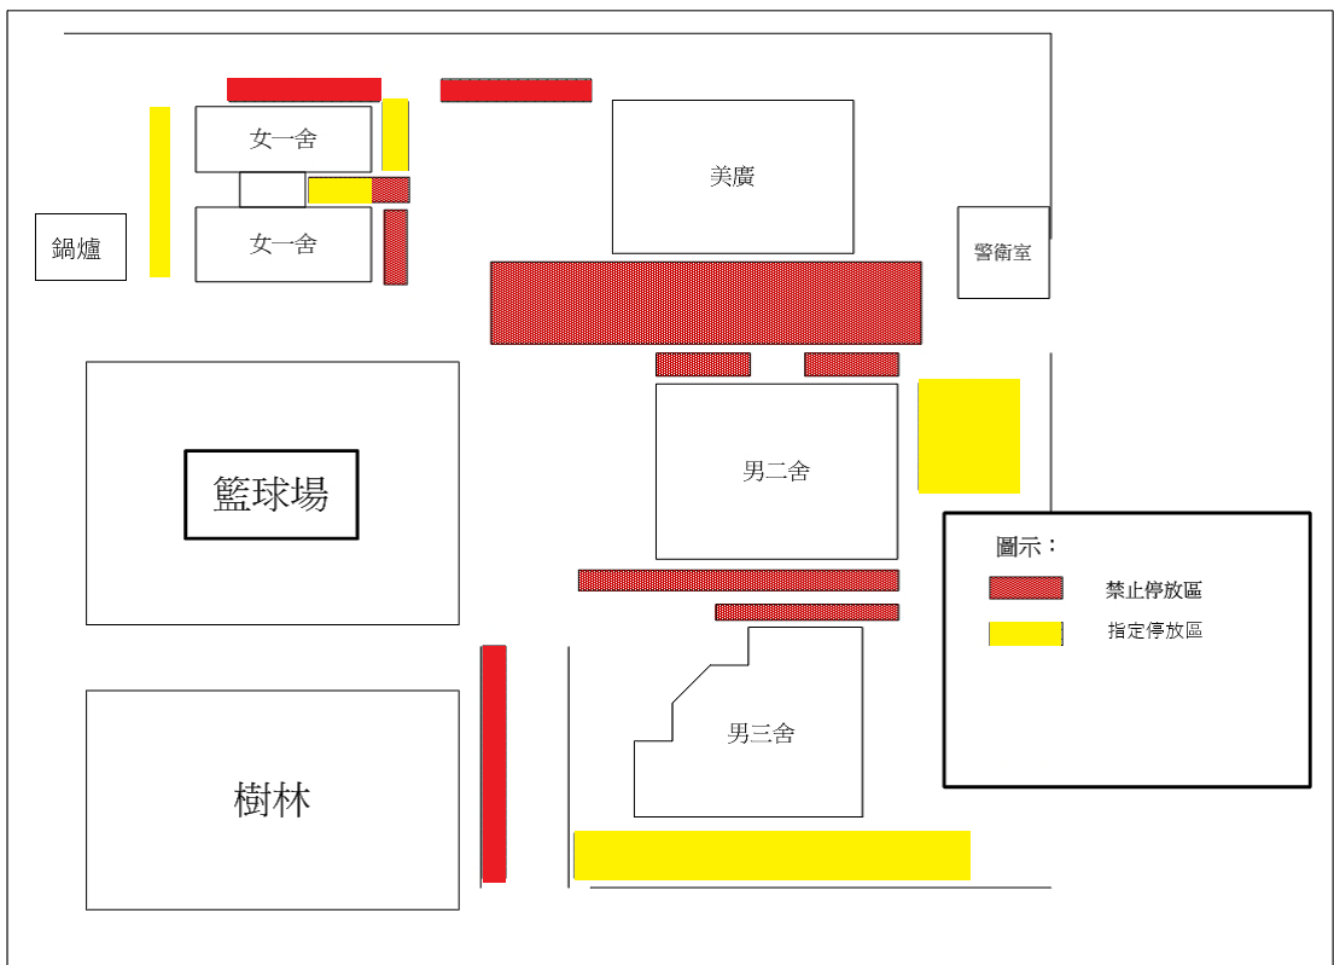 女一舍
美廣
鍋爐
女一舍
警衛室
籃球場
男二舍
圖示：
禁止停放區
指定停放區
男三舍
樹林